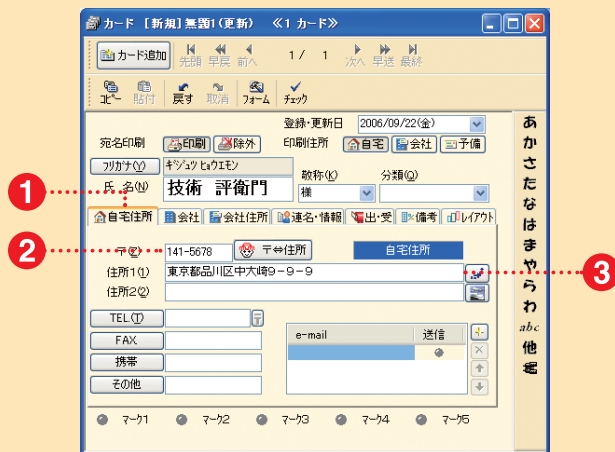 カード [新規]無題1(更新) ≪1 カード≫
カード追加 先頭 早戻 前へ 1 / 1 次へ 早送 最終
コピー 貼付 戻す 取消 フォーム チェック
登録・更新日 2006/09/22(金)
宛名印刷 印刷 除外 印刷住所 自宅 会社 予備
フリガナ(Y) ギジュツ ヒョウエモン 敬称(K) 分類(Q)
氏 名(N) 技術 評衛門 様
1
自宅住所 会社 会社住所 連名・情報 出・受 備考 レイアウト
2
〒(Z) 141-5678 〒⇔住所 自宅住所
住所1(1) 東京都品川区中大崎9-9-9
3
住所2(2)
TEL(T) 〒
FAX e-mail 送信
携帯
その他
マーク1 マーク2 マーク3 マーク4 マーク5
あ
か
さ
た
な
は
ま
や
ら
わ
abc
他